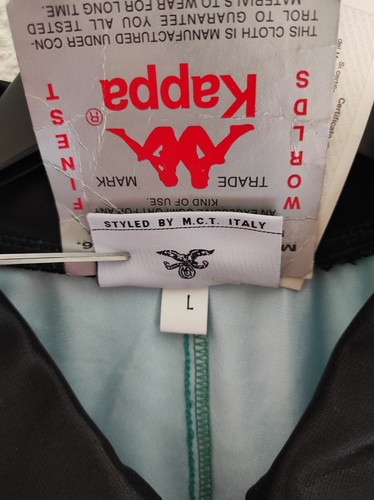 THIS CLOTH IS MANUFACTURED UNDER CON-
TROL TO GUARANTEE YOU ALL TESTED
MATERIALS TO WEAR FOR LONG TIME.
Kappa
®
WORLDS
FINEST
TRADE MARK
KIND OF USE.
STYLED BY M.C.T. ITALY
L